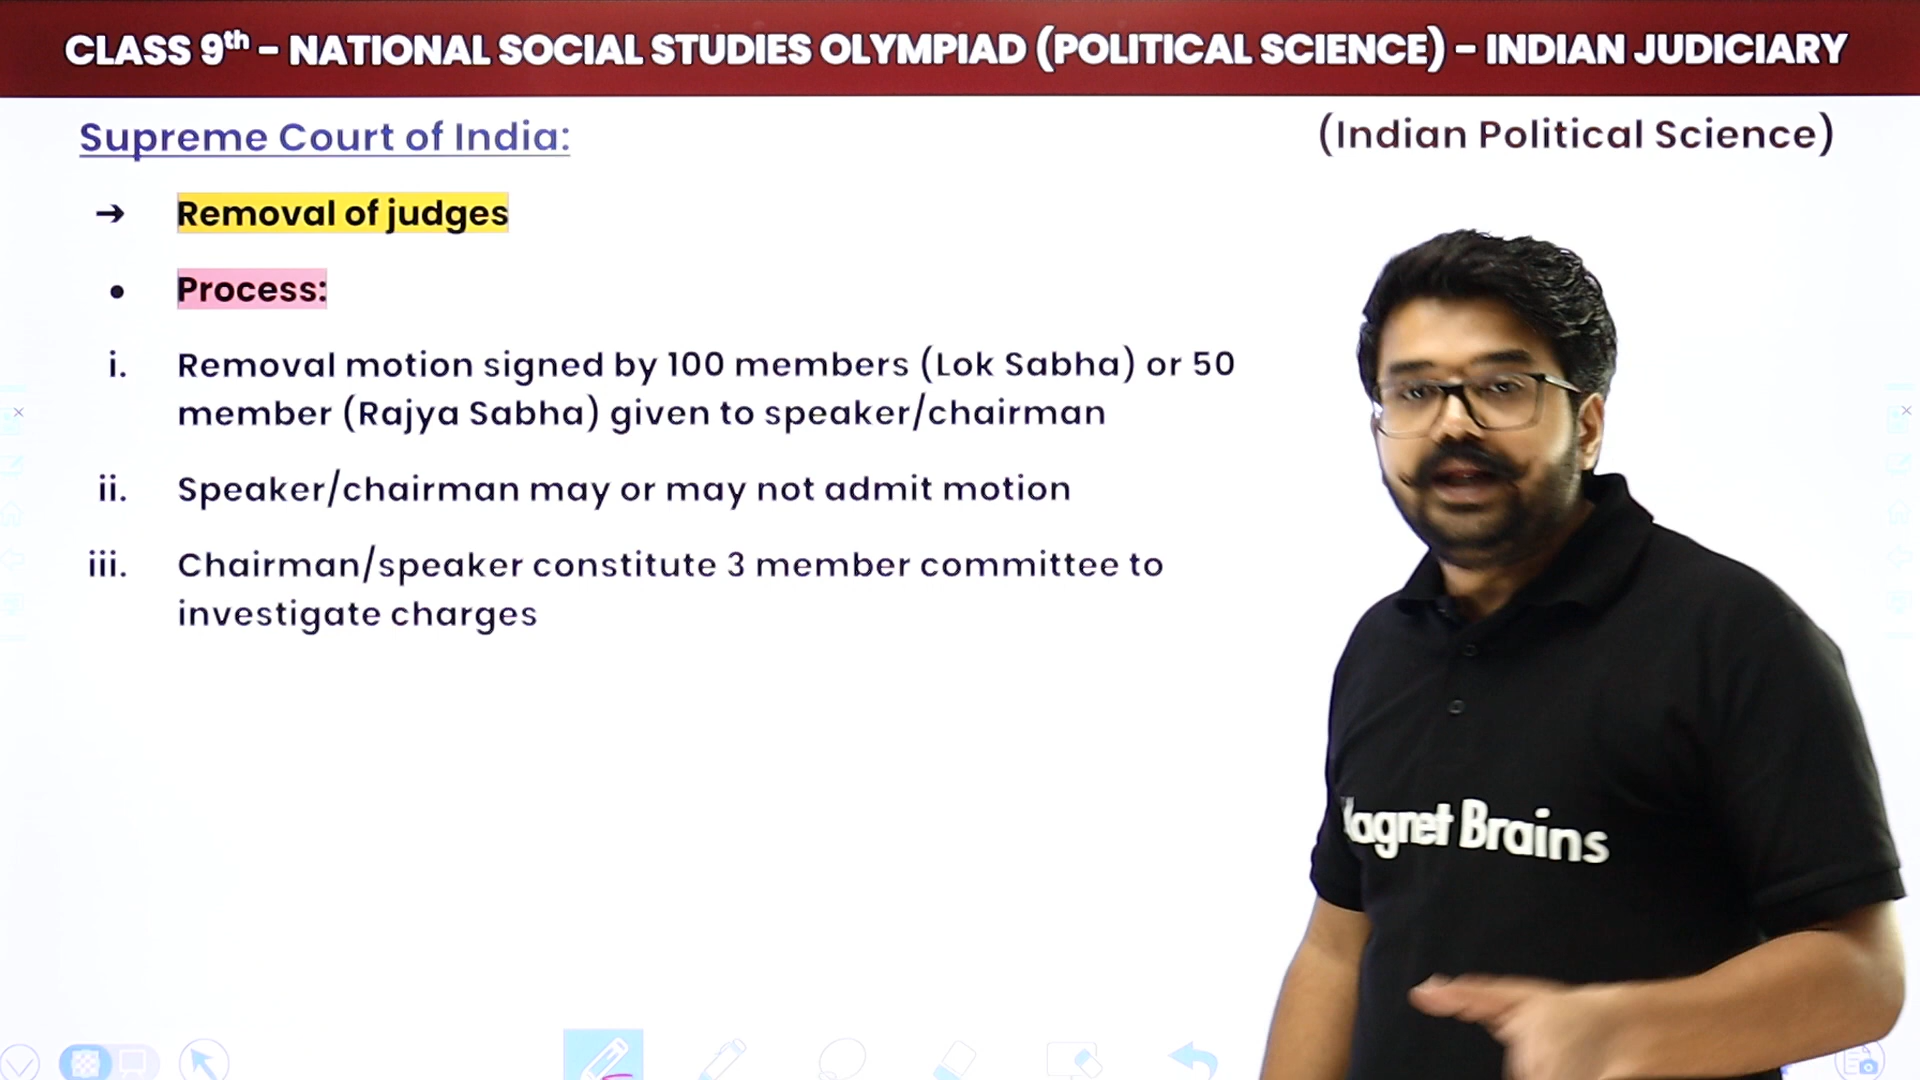 CLASS 9th – NATIONAL SOCIAL STUDIES OLYMPIAD (POLITICAL SCIENCE) – INDIAN JUDICIARY
Supreme Court of India:
(Indian Political Science)
→ Removal of judges
• Process:
i. Removal motion signed by 100 members (Lok Sabha) or 50
member (Rajya Sabha) given to speaker/chairman
ii. Speaker/chairman may or may not admit motion
iii. Chairman/speaker constitute 3 member committee to
investigate charges
Magnet Brains